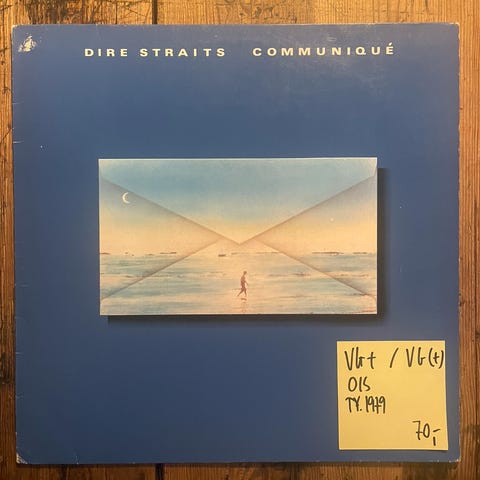 DIRE STRAITS COMMUNIQUÉ
VG+ / VG(+)
OIS
TY. 1979
70,-